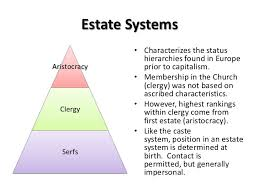 Estate Systems
Aristocracy
Clergy
Serfs
• Characterizes the status
hierarchies found in Europe
prior to capitalism.
• Membership in the Church
(clergy) was not based on
ascribed characteristics.
• However, highest rankings
within clergy come from
first estate (aristocracy).
• Like the caste
system, position in an estate
system is determined at
birth. Contact is
permitted, but generally
impersonal.